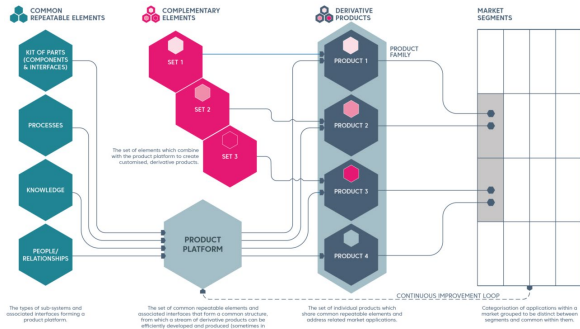 COMMON
REPEATABLE ELEMENTS
COMPLEMENTARY
ELEMENTS
DERIVATIVE
PRODUCTS
MARKET
SEGMENTS
KIT OF PARTS
(COMPONENTS
& INTERFACES)
PROCESSES
KNOWLEDGE
PEOPLE/
RELATIONSHIPS
SET 1
SET 2
SET 3
The set of elements which combine
with the product platform to create
customised, derivative products.
PRODUCT
PLATFORM
PRODUCT 1
PRODUCT 2
PRODUCT 3
PRODUCT 4
PRODUCT
FAMILY
CONTINUOUS IMPROVEMENT LOOP
The types of sub-systems and
associated interfaces forming a
product platform.
The set of common repeatable elements and
associated interfaces that form a common structure,
from which a stream of derivative products can be
efficiently developed and produced (sometimes in
The set of individual products which
share common repeatable elements and
address related market applications.
Categorisation of applications within a
market grouped to be distinct between
segments and common within them.